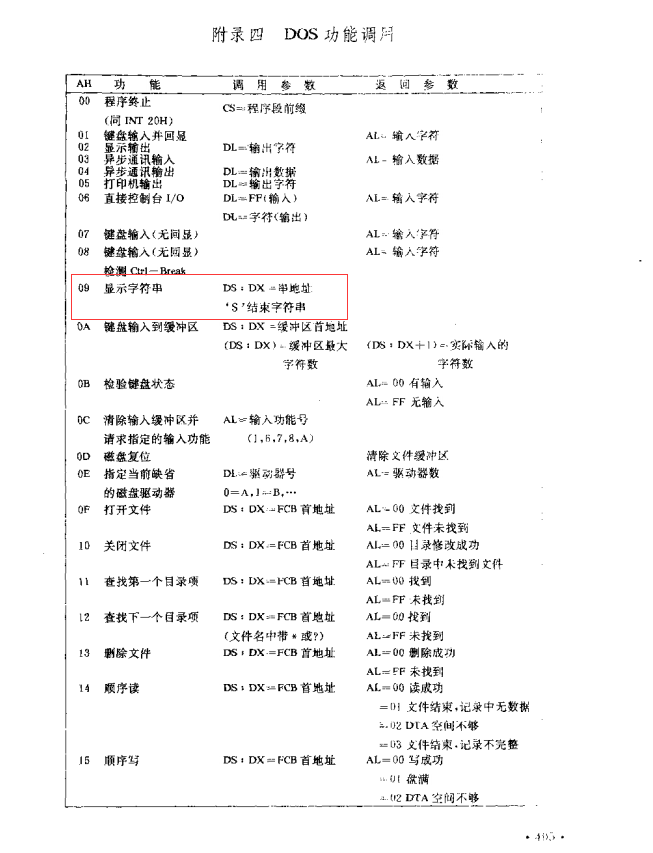 附录四 DOS 功能调用
AH 功 能 调 用 参 数 返 回 参 数
00 程序终止 CS=程序段前缀
(同 INT 20H)
01 键盘输入并回显 AL=输入字符
02 显示输出 DL=输出字符
03 异步通讯输入 AL=输入数据
04 异步通讯输出 DL=输出数据
05 打印机输出 DL=输出字符
06 直接控制台 I/O DL=FF(输入) AL=输入字符
DL=字符(输出)
07 键盘输入(无回显) AL=输入字符
08 键盘输入(无回显) AL=输入字符
检测 Ctrl-Break
09 显示字符串 DS:DX=串地址
'S'结束字符串
0A 键盘输入到缓冲区 DS:DX=缓冲区首地址
(DS:DX)=缓冲区最大 (DS:DX+1)=实际输入的
字符数 字符数
0B 检验键盘状态 AL=00 有输入
AL=FF 无输入
0C 清除输入缓冲区并 AL=输入功能号
请求指定的输入功能 (1,6,7,8,A)
0D 磁盘复位 清除文件缓冲区
0E 指定当前缺省 DL=驱动器号 AL=驱动器数
的磁盘驱动器 0=A,1=B,…
0F 打开文件 DS:DX=FCB 首地址 AL=00 文件找到
AL=FF 文件未找到
10 关闭文件 DS:DX=FCB 首地址 AL=00 目录修改成功
AL=FF 目录中未找到文件
11 查找第一个目录项 DS:DX=FCB 首地址 AL=00 找到
AL=FF 未找到
12 查找下一个目录项 DS:DX=FCB 首地址 AL=00 找到
(文件名中带*或?) AL=FF 未找到
13 删除文件 DS:DX=FCB 首地址 AL=00 删除成功
AL=FF 未找到
14 顺序读 DS:DX=FCB 首地址 AL=00 读成功
=01 文件结束,记录中无数据
=02 DTA 空间不够
=03 文件结束,记录不完整
15 顺序写 DS:DX=FCB 首地址 AL=00 写成功
=01 盘满
=02 DTA 空间不够
·405·